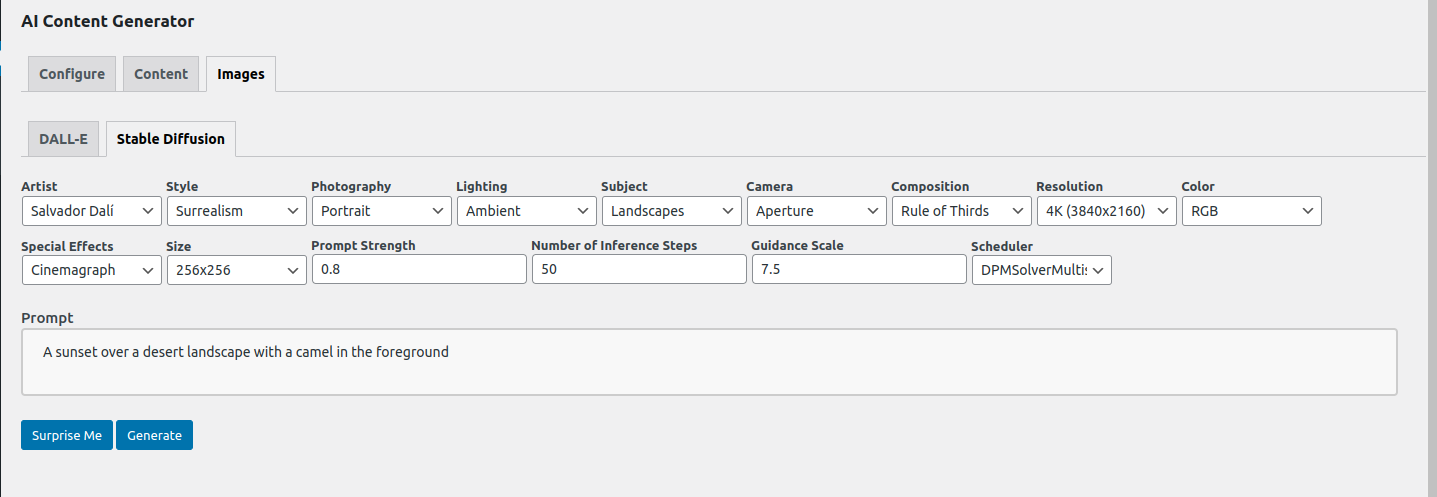 AI Content Generator
Configure Content Images
DALL-E Stable Diffusion
Artist Style Photography Lighting Subject Camera Composition Resolution Color
Salvador Dalí Surrealism Portrait Ambient Landscapes Aperture Rule of Thirds 4K (3840x2160) RGB
Special Effects Size Prompt Strength Number of Inference Steps Guidance Scale Scheduler
Cinemagraph 256x256 0.8 50 7.5 DPMSolverMultis
Prompt
A sunset over a desert landscape with a camel in the foreground
Surprise Me Generate